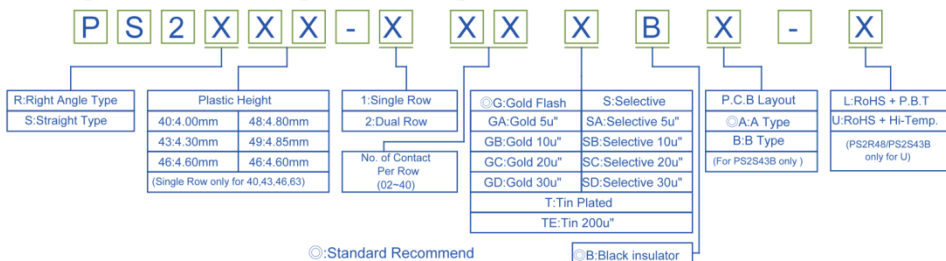 P S 2 X X X - X X X X B X - X
R:Right Angle Type
S:Straight Type
Plastic Height
40:4.00mm 48:4.80mm
43:4.30mm 49:4.85mm
46:4.60mm 46:4.60mm
(Single Row only for 40,43,46,63)
1:Single Row
2:Dual Row
No. of Contact
Per Row
(02~40)
◎G:Gold Flash S:Selective
GA:Gold 5u" SA:Selective 5u"
GB:Gold 10u" SB:Selective 10u"
GC:Gold 20u" SC:Selective 20u"
GD:Gold 30u" SD:Selective 30u"
T:Tin Plated
TE:Tin 200u"
◎B:Black insulator
P.C.B Layout
◎A:A Type
B:B Type
(For PS2S43B only )
L:RoHS + P.B.T
U:RoHS + Hi-Temp.
(PS2R48/PS2S43B
only for U)
◎:Standard Recommend